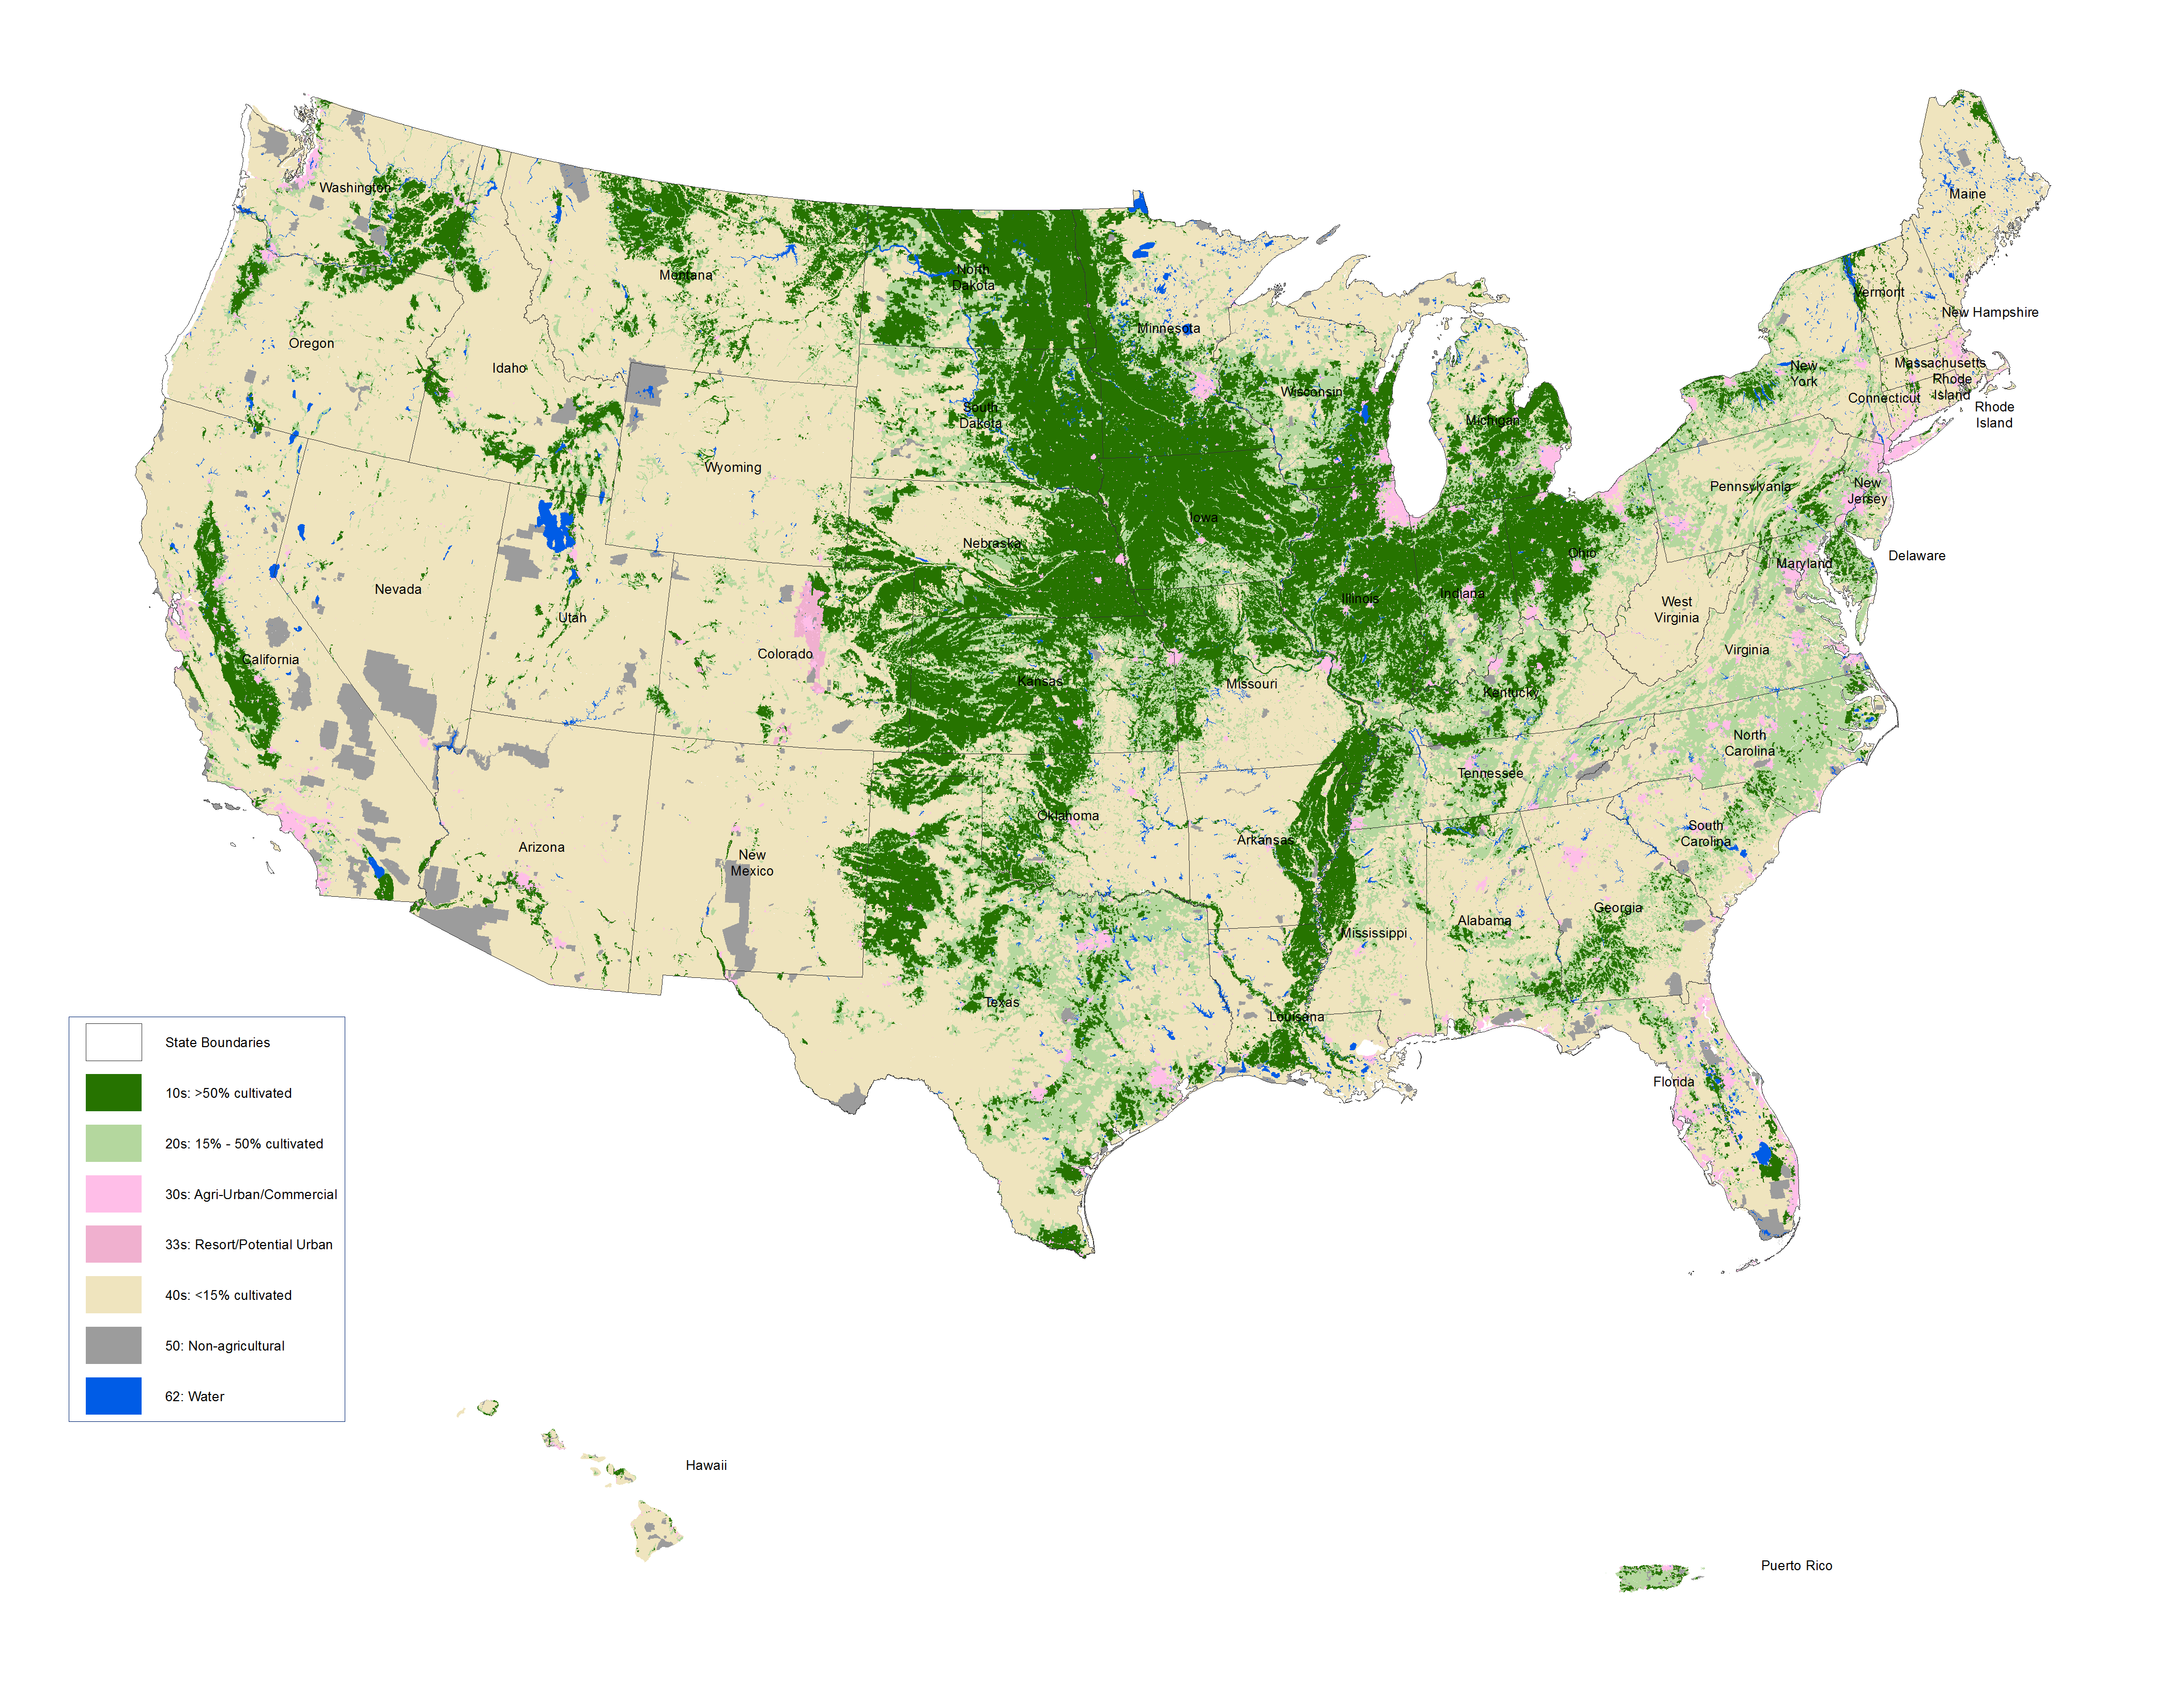 Washington
Montana
North
Dakota
Minnesota
Maine
Vermont
New Hampshire
Oregon
Idaho
South
Dakota
Wisconsin
Michigan
New
York
Massachusetts
Rhode
Island
Connecticut
Rhode
Island
Wyoming
Nebraska
Iowa
Pennsylvania
New
Jersey
Nevada
Utah
Colorado
Illinois
Indiana
Ohio
Maryland
Delaware
West
Virginia
California
Kansas
Missouri
Kentucky
Virginia
Arizona
New
Mexico
Oklahoma
Arkansas
Tennessee
North
Carolina
South
Carolina
Texas
Louisana
Mississippi
Alabama
Georgia
Florida
State Boundaries
10s: >50% cultivated
20s: 15% - 50% cultivated
30s: Agri-Urban/Commercial
33s: Resort/Potential Urban
40s: <15% cultivated
50: Non-agricultural
62: Water
Hawaii
Puerto Rico